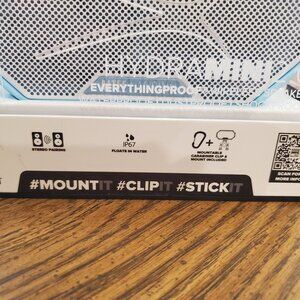 HYDRAMINI
EVERYTHINGPROOF
STEREO PAIRING
IP67
FLOATS IN WATER
MOUNTABLE
CARABINER CLIP &
MOUNT INCLUDED
SCAN FOR
MORE INFO
#MOUNTIT #CLIPIT #STICKIT